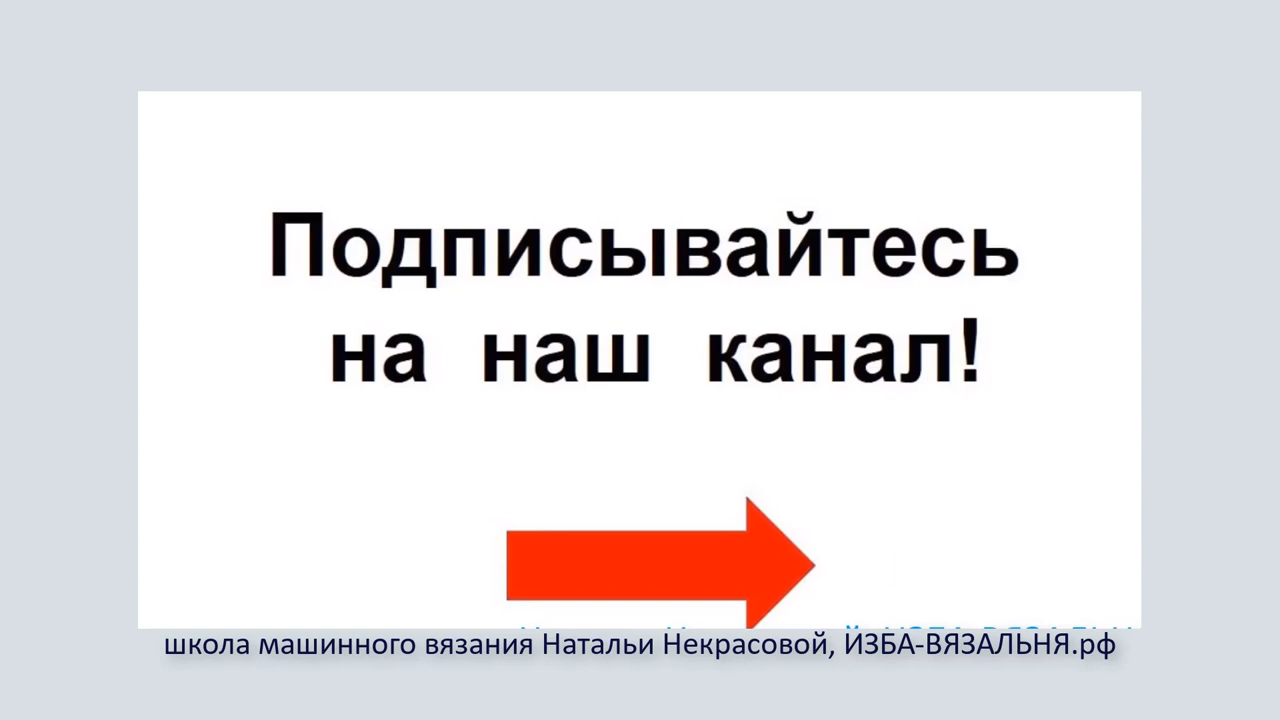 Подписывайтесь
на наш канал!
школа машинного вязания Натальи Некрасовой, ИЗБА-ВЯЗАЛЬНЯ.рф